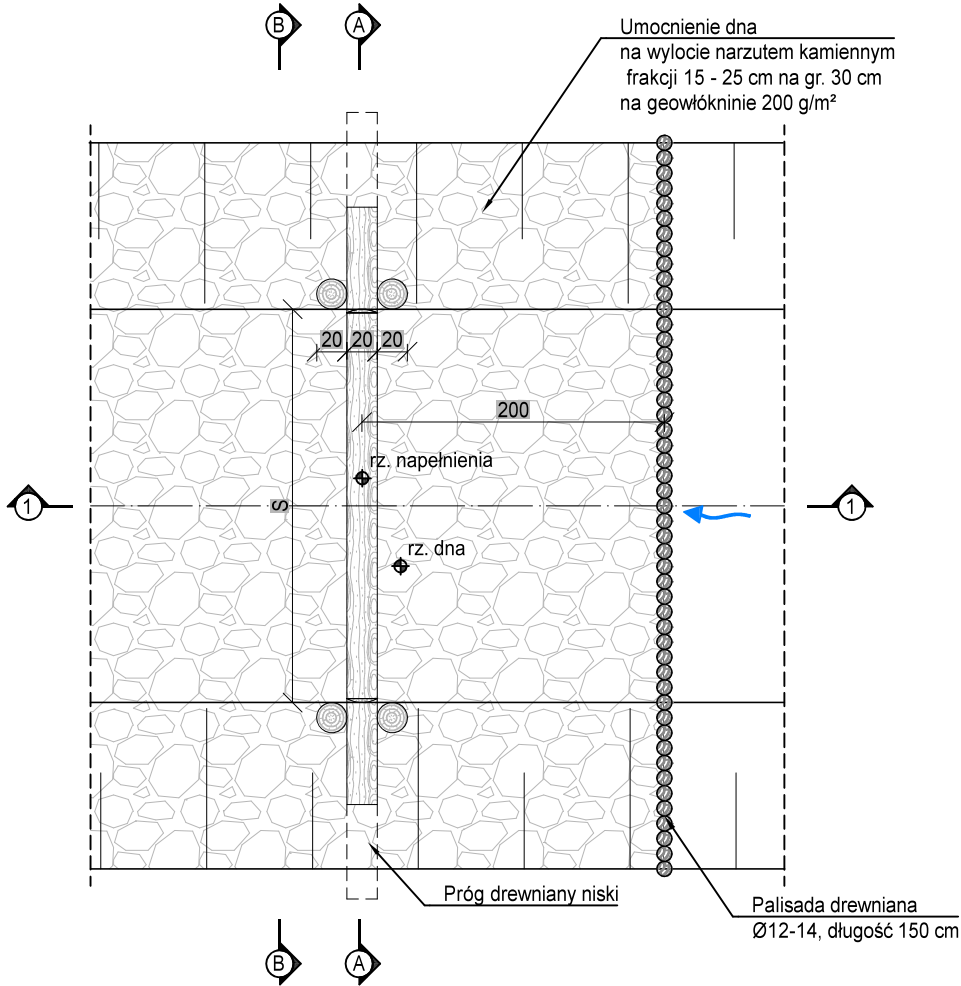 B
A
Umocnienie dna
na wylocie narzutem kamiennym
frakcji 15 - 25 cm na gr. 30 cm
na geowłókninie 200 g/m²
20 20 20
200
rz. napełnienia
1
S
1
rz. dna
Próg drewniany niski
Palisada drewniana
Ø12-14, długość 150 cm
B
A